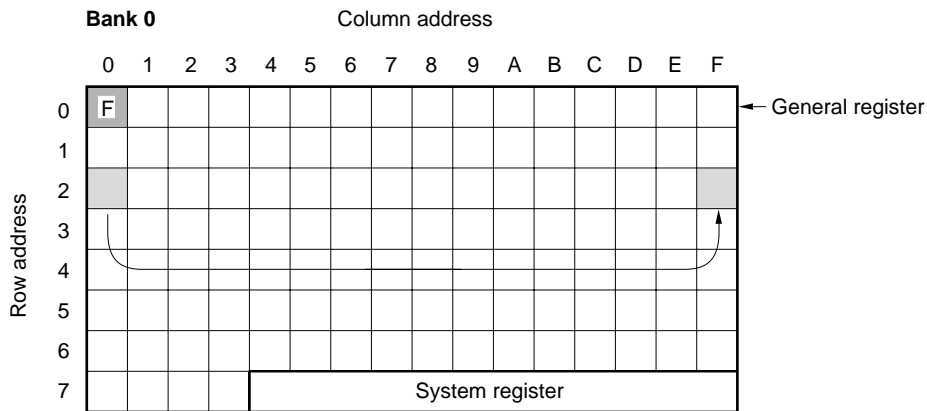 Bank 0 Column address
0 1 2 3 4 5 6 7 8 9 A B C D E F
0 F General register
1
2
3
4
5
6
7 System register
Row address